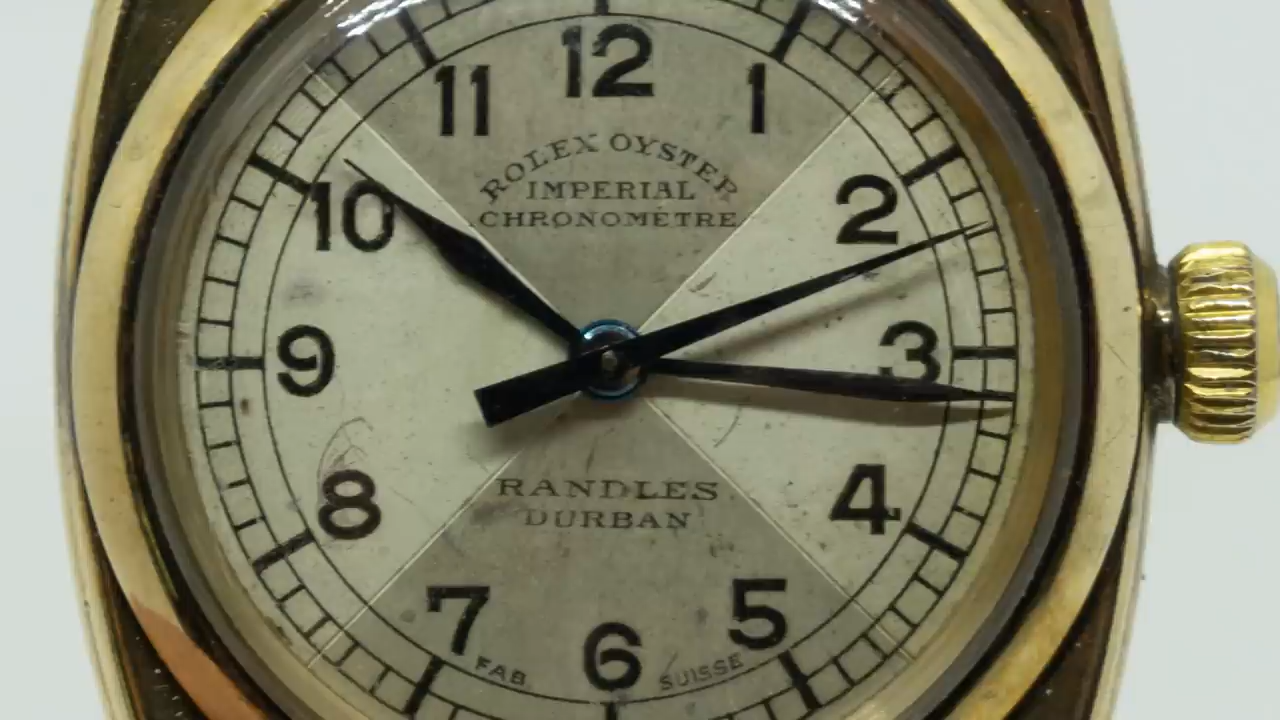 12
11 1
ROLEX OYSTER
IMPERIAL
CHRONOMÈTRE
10 2
9 3
8 4
RANDLES
DURBAN
7 5
6
FAB SUISSE